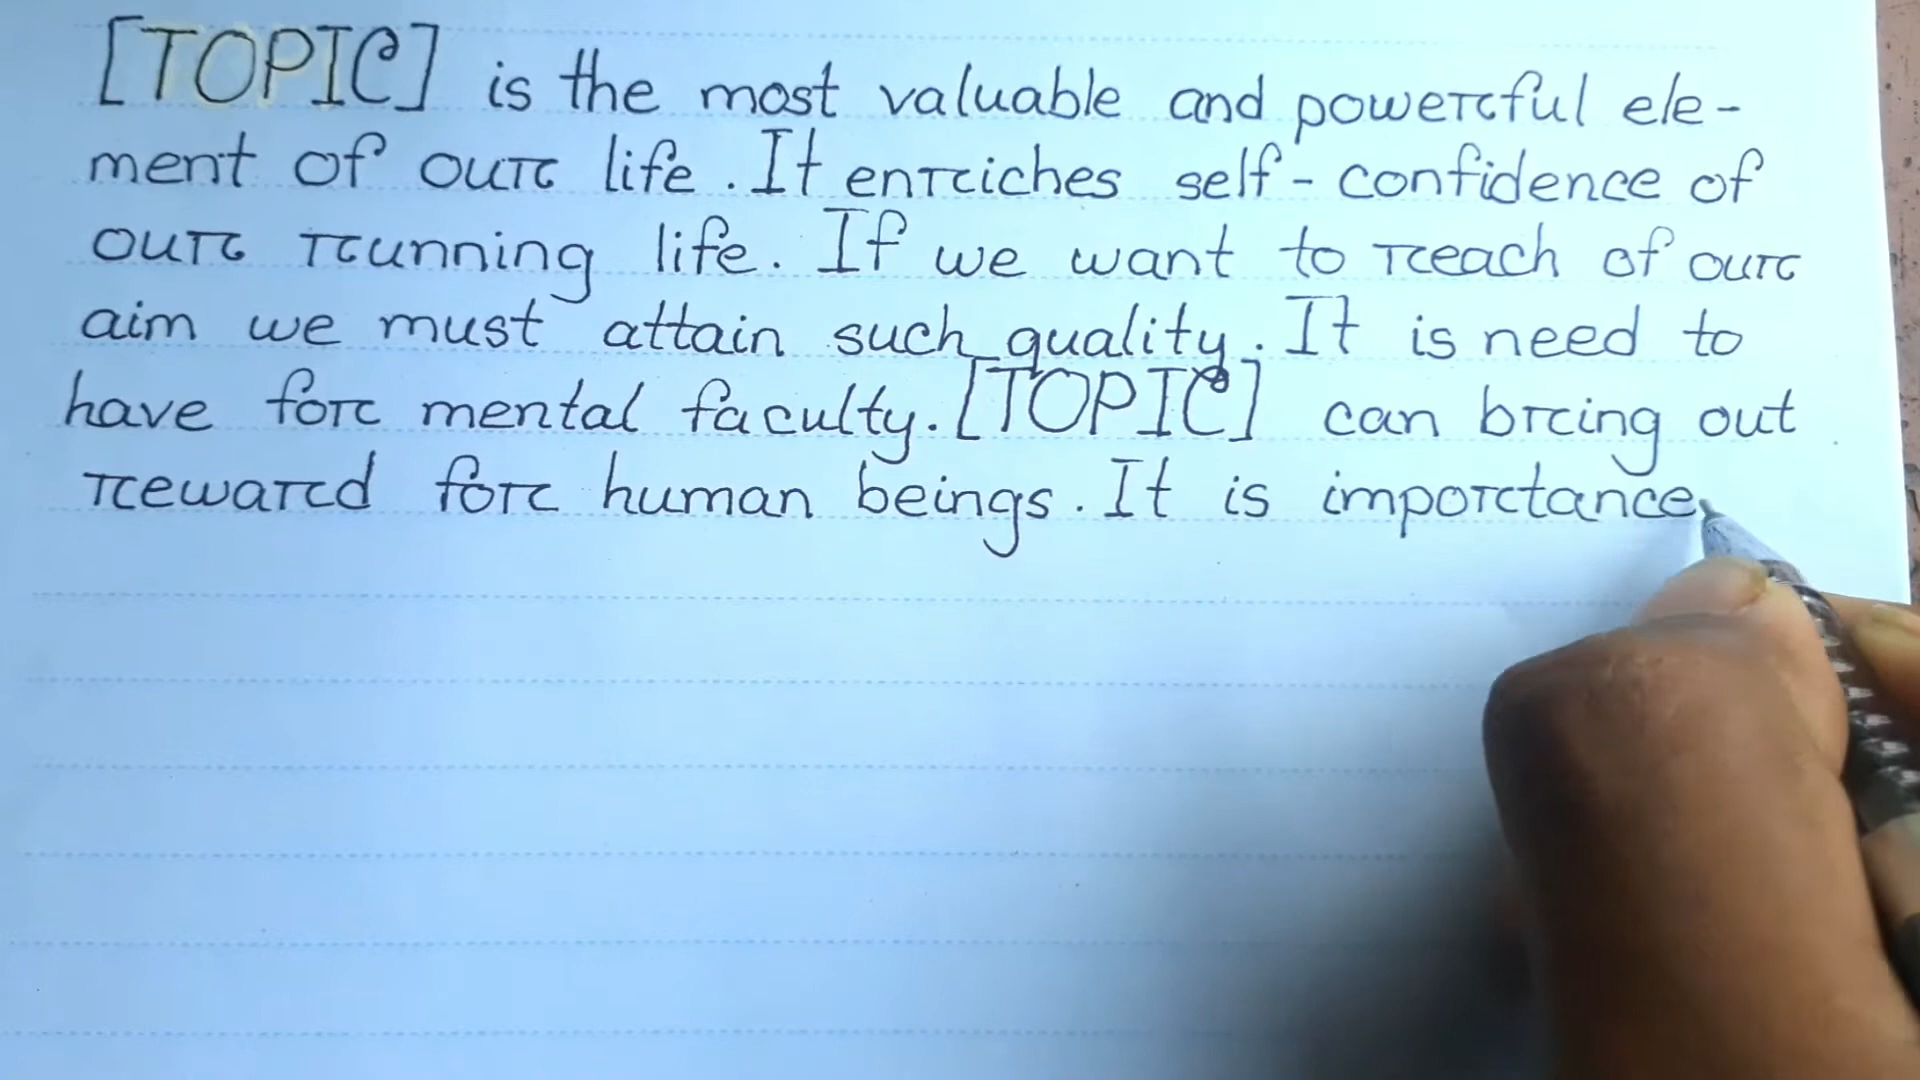 [TOPIC] is the most valuable and powerful ele-
ment of our life. It enriches self-confidence of
our running life. If we want to reach of our
aim we must attain such quality. It is need to
have for mental faculty. [TOPIC] can bring out
reward for human beings. It is importance